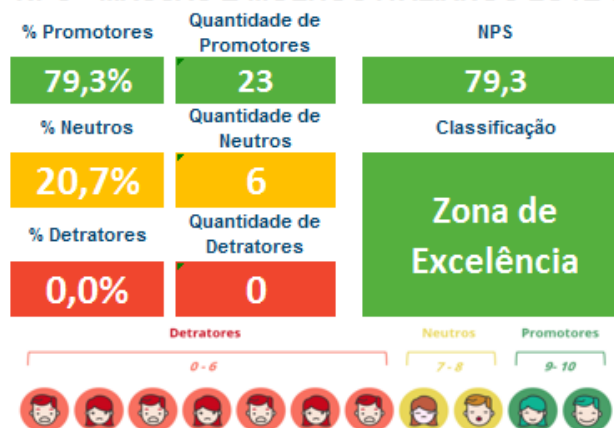 % Promotores
Quantidade de
Promotores
NPS
79,3%
23
79,3
% Neutros
Quantidade de
Neutros
Classificação
20,7%
6
Zona de
Excelência
% Detratores
Quantidade de
Detratores
0,0%
0
Detratores
Neutros
Promotores
0 - 6
7 - 8
9- 10